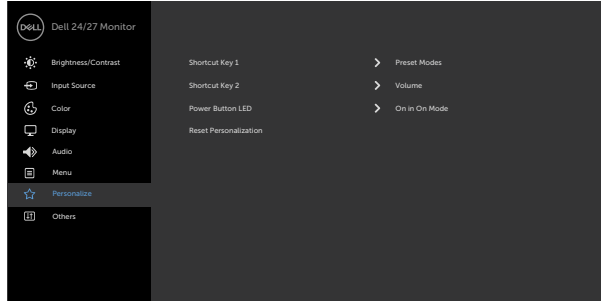 DELL Dell 24/27 Monitor
Brightness/Contrast
Input Source
Color
Display
Audio
Menu
Personalize
Others
Shortcut Key 1 Preset Modes
Shortcut Key 2 Volume
Power Button LED On in On Mode
Reset Personalization